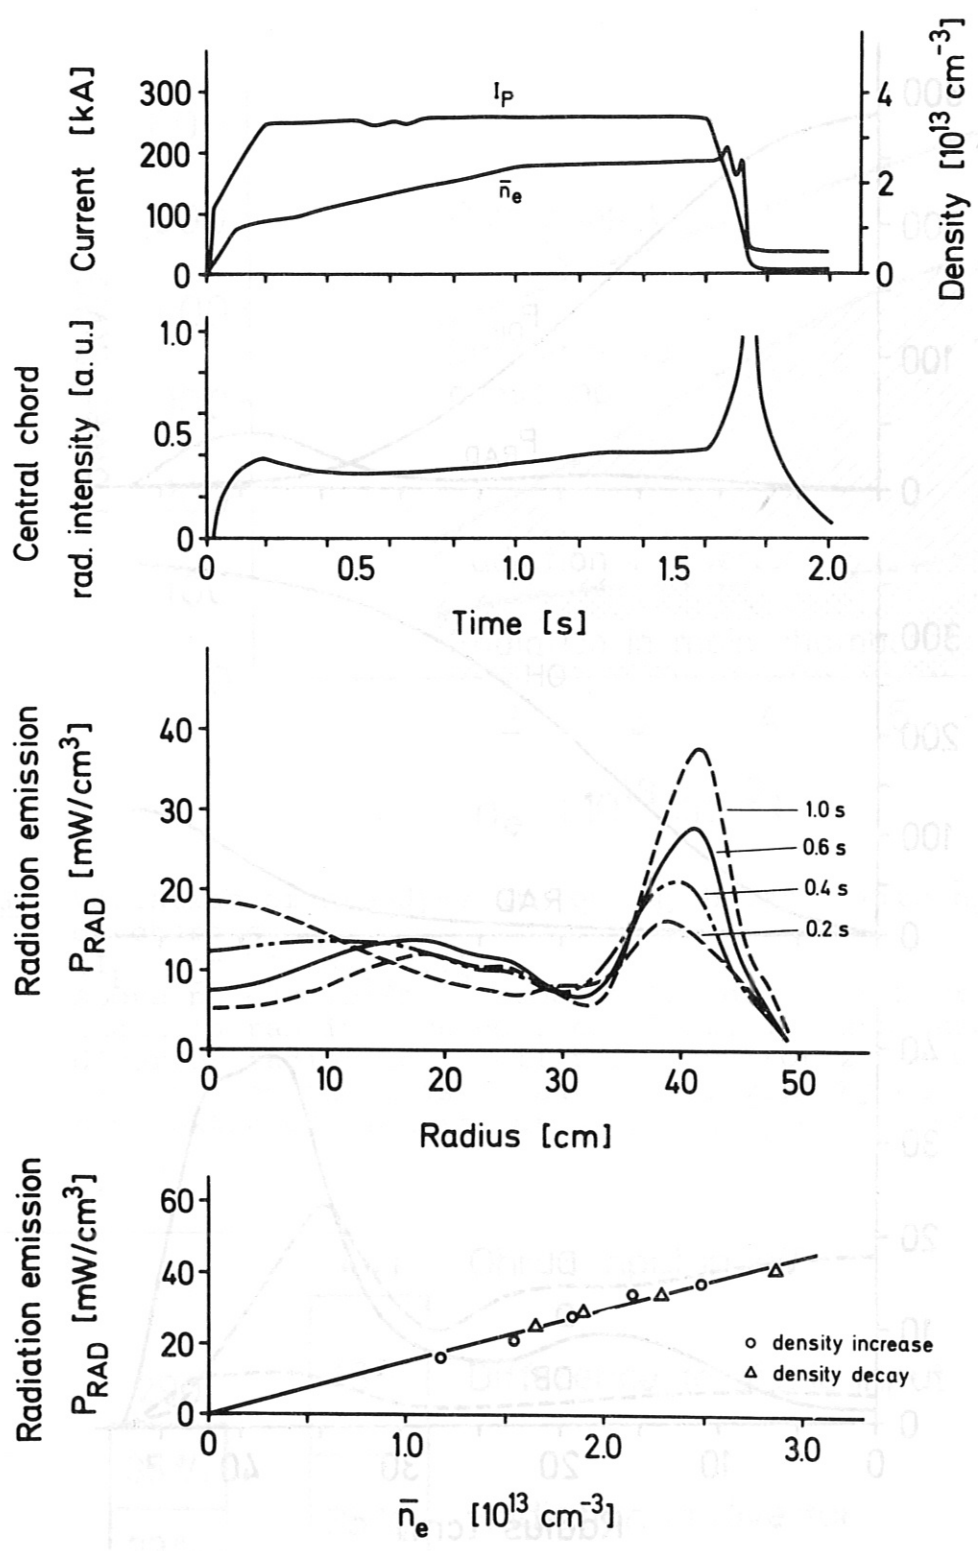 Current [kA]
300
200
100
0
I_P
n̄_e
4
2
0
Density [10^13 cm^-3]
Central chord
rad. intensity [a. u.]
1.0
0.5
0
0 0.5 1.0 1.5 2.0
Time [s]
Radiation emission
P_RAD [mW/cm^3]
40
30
20
10
0
1.0 s
0.6 s
0.4 s
0.2 s
0 10 20 30 40 50
Radius [cm]
Radiation emission
P_RAD [mW/cm^3]
60
40
20
0
density increase
density decay
0 1.0 2.0 3.0
n̄_e [10^13 cm^-3]